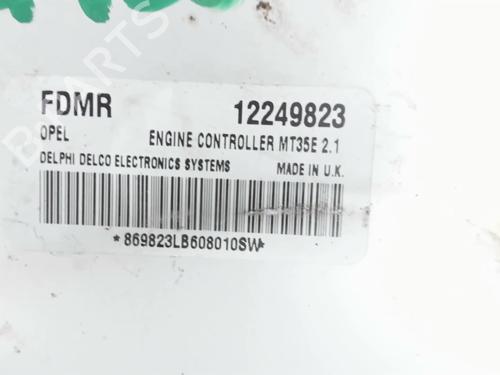 FDMR 12249823
OPEL ENGINE CONTROLLER MT35E 2.1
DELPHI DELCO ELECTRONICS SYSTEMS MADE IN U.K.
*869823LB608010SW*